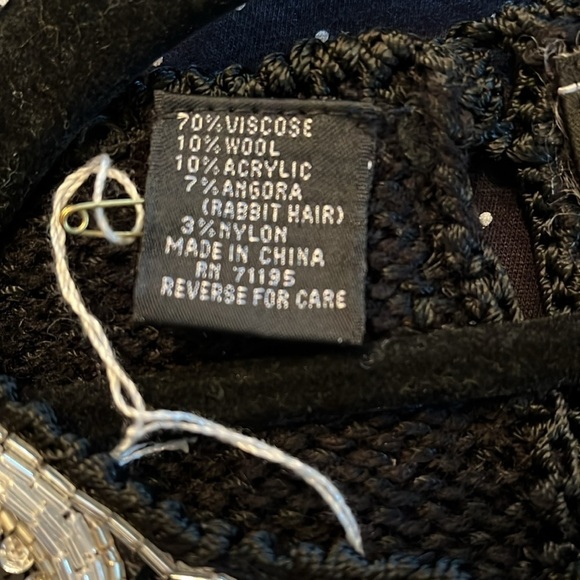 70% VISCOSE
10% WOOL
10% ACRYLIC
7% ANGORA
(RABBIT HAIR)
3% NYLON
MADE IN CHINA
RN 71195
REVERSE FOR CARE